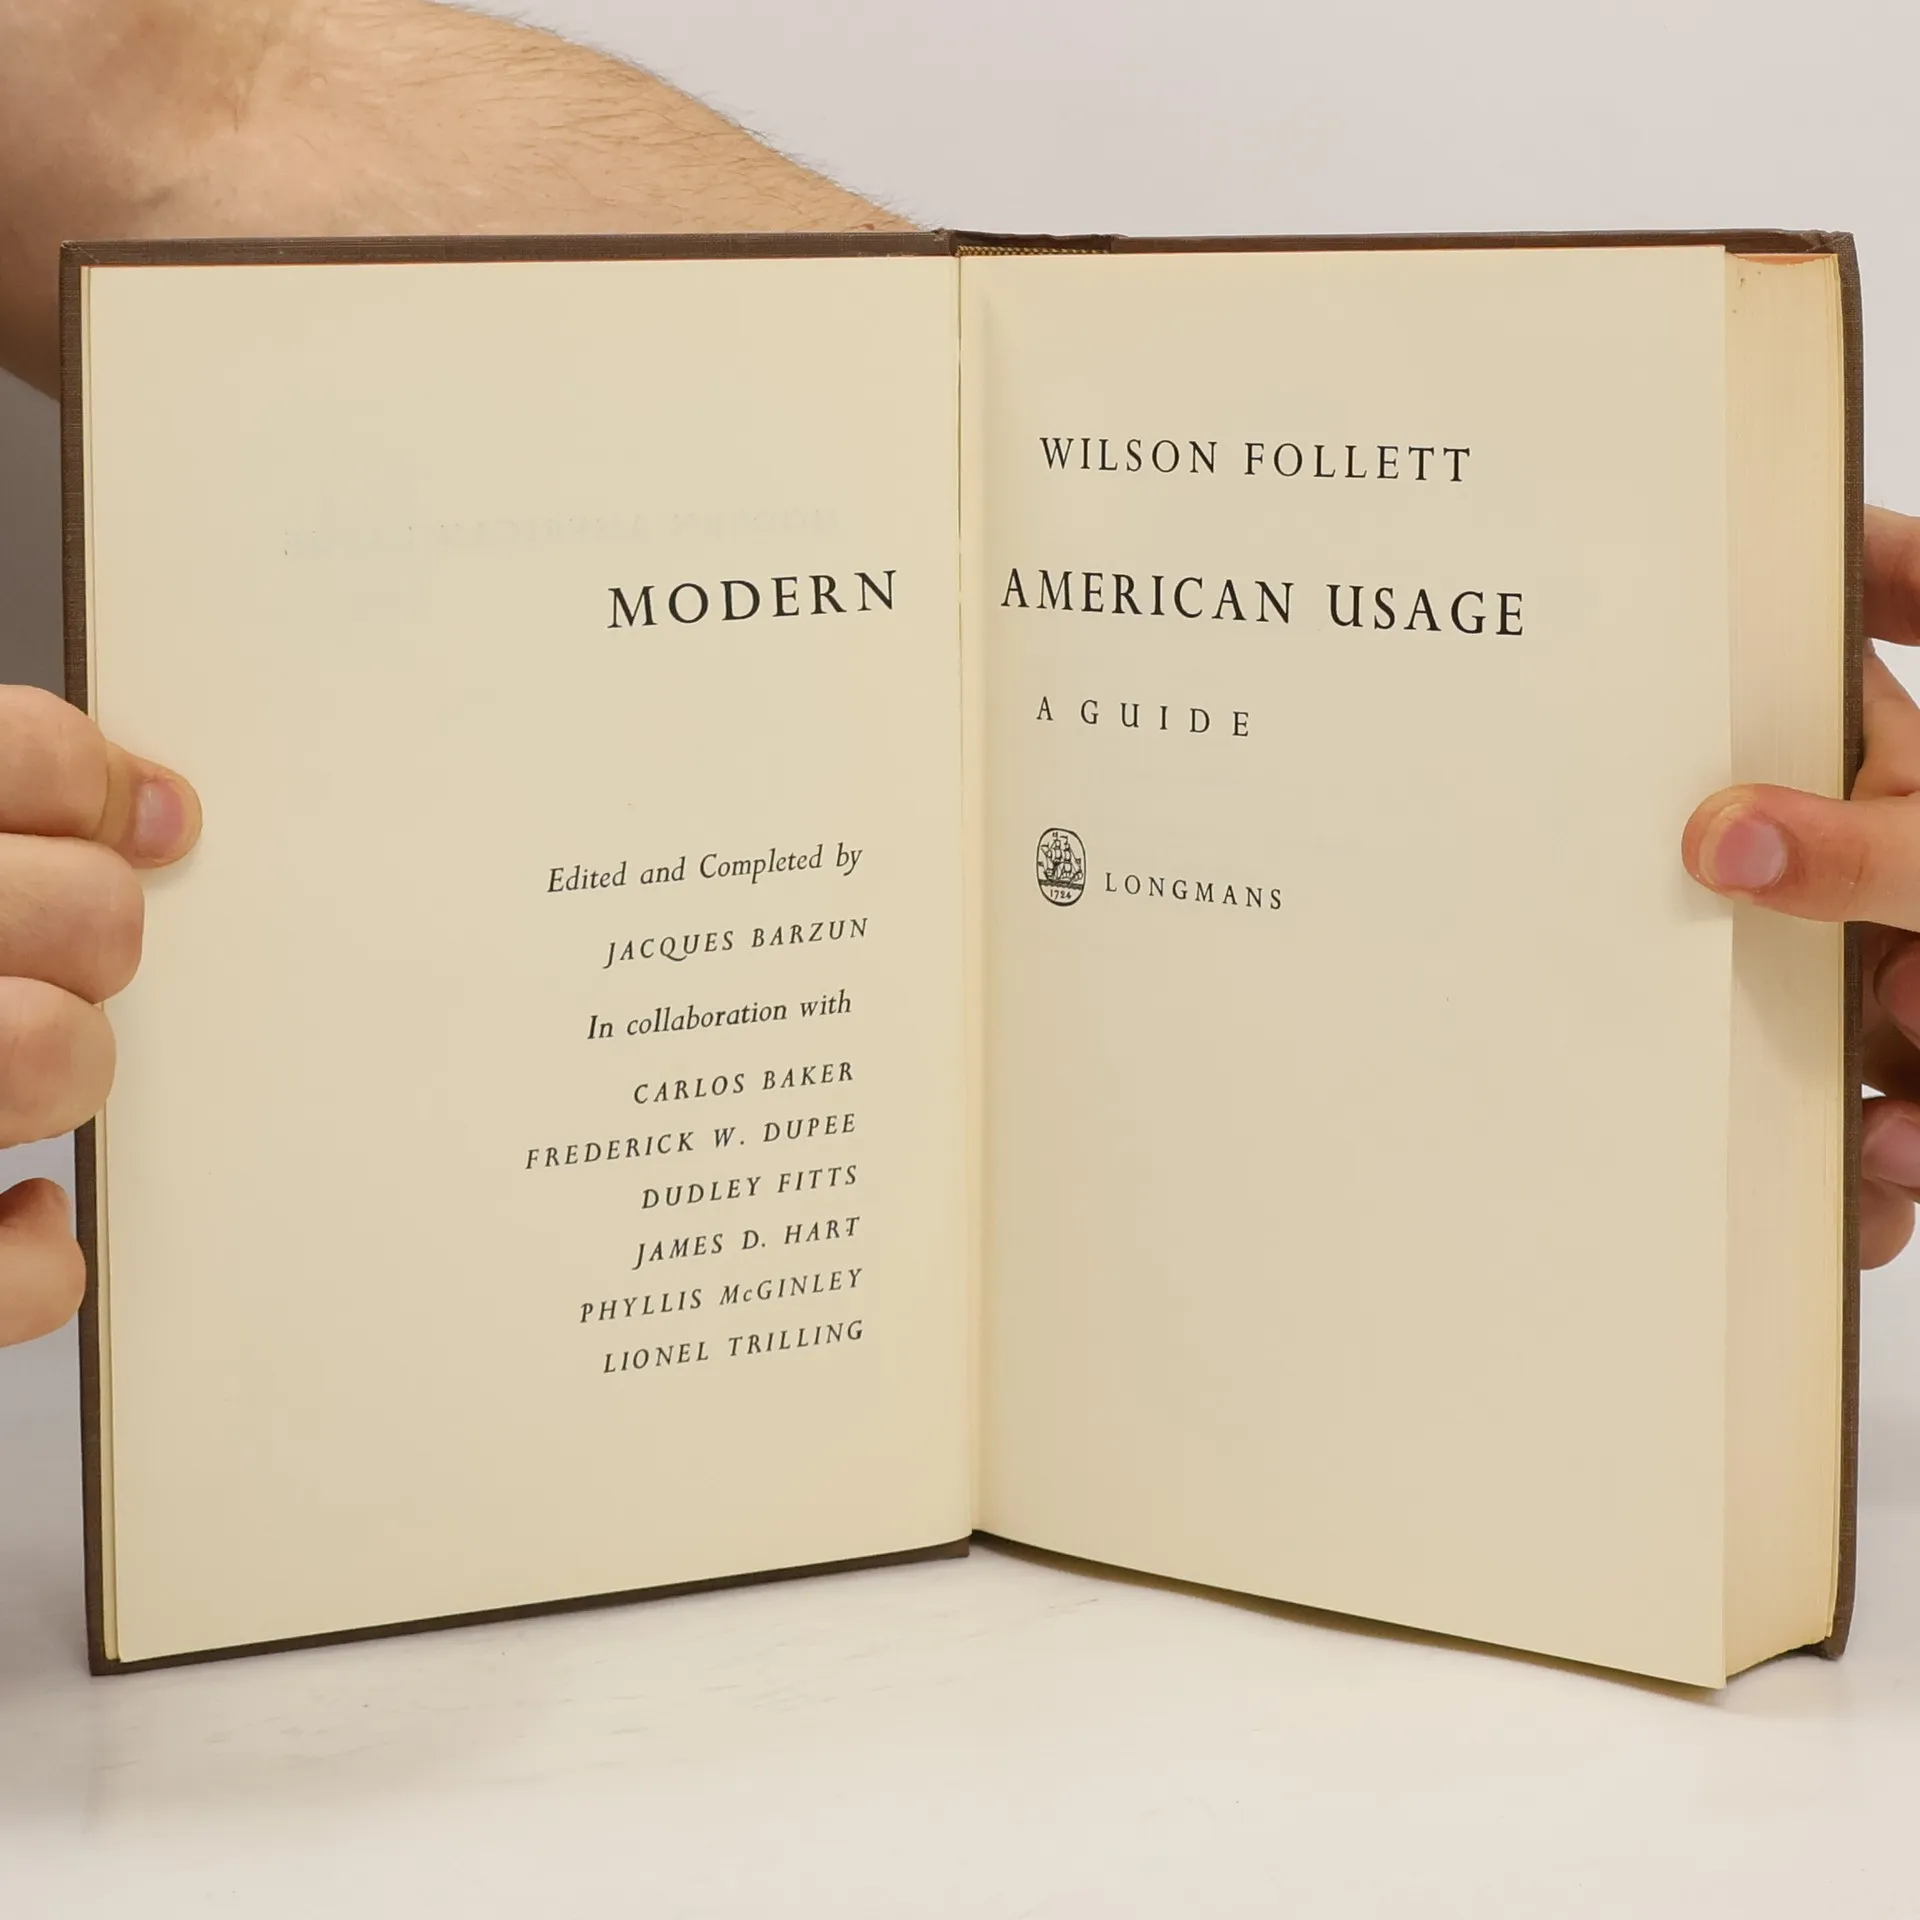 WILSON FOLLETT
MODERN AMERICAN USAGE
A GUIDE
1724
LONGMANS
Edited and Completed by
JACQUES BARZUN
In collaboration with
CARLOS BAKER
FREDERICK W. DUPEE
DUDLEY FITTS
JAMES D. HART
PHYLLIS McGINLEY
LIONEL TRILLING